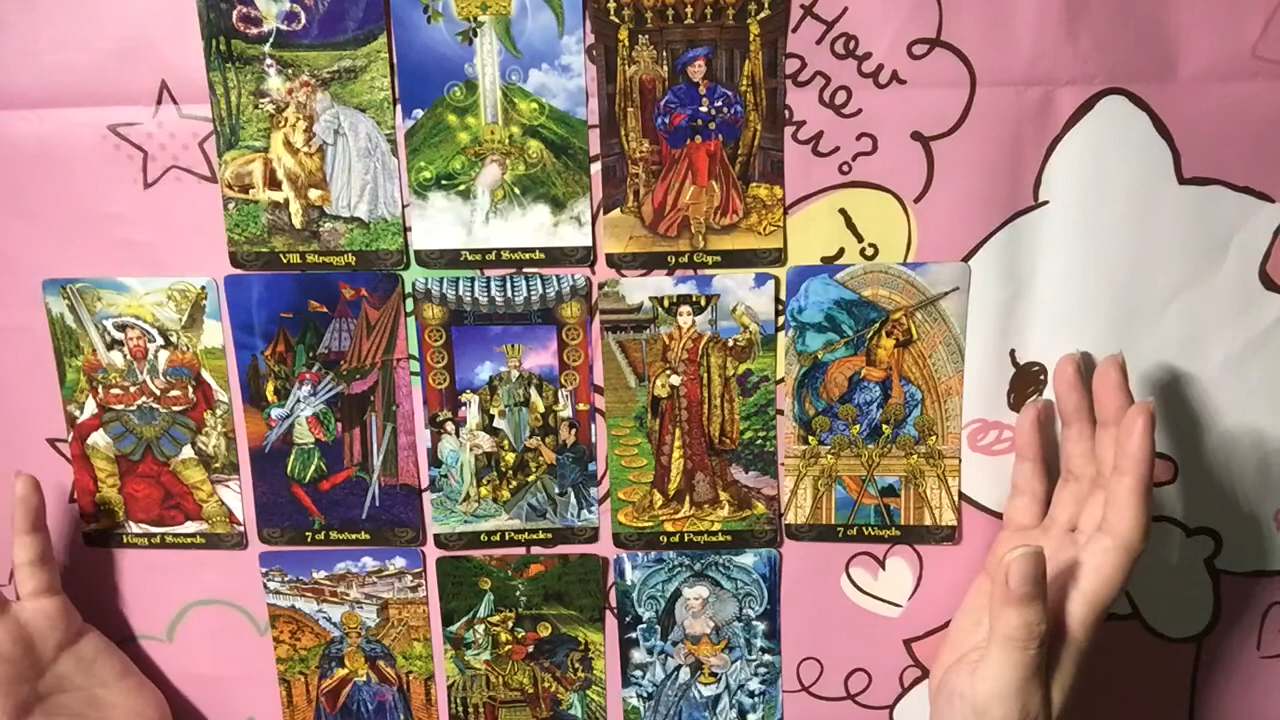 How
are
you?
VIII. Strength
Ace of Swords
9 of Cups
King of Swords
7 of Swords
6 of Pentacles
9 of Pentacles
7 of Wands